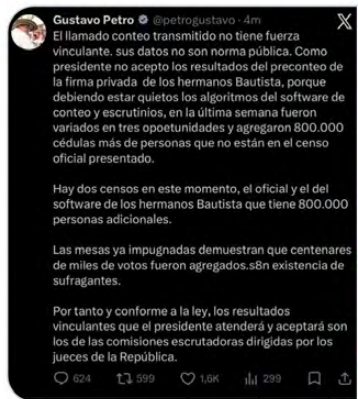 Gustavo Petro @petrogustavo · 4m
El llamado conteo transmitido no tiene fuerza
vinculante. sus datos no son norma pública. Como
presidente no acepto los resultados del preconteo de
la firma privada de los hermanos Bautista, porque
debiendo estar quietos los algoritmos del software de
conteo y escrutinios, en la última semana fueron
variados en tres opoetunidades y agregaron 800.000
cédulas más de personas que no están en el censo
oficial presentado.
Hay dos censos en este momento, el oficial y el del
software de los hermanos Bautista que tiene 800.000
personas adicionales.
Las mesas ya impugnadas demuestran que centenares
de miles de votos fueron agregados.s8n existencia de
sufragantes.
Por tanto y conforme a la ley, los resultados
vinculantes que el presidente atenderá y aceptará son
los de las comisiones escrutadoras dirigidas por los
jueces de la República.
624 599 1,6K 299